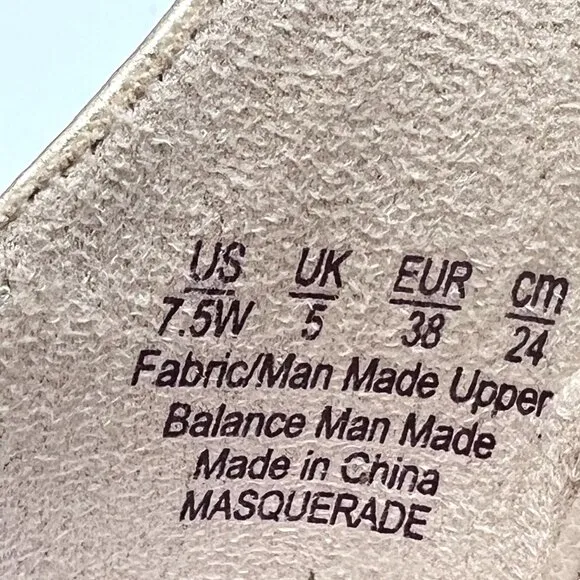 US UK EUR cm
7.5W 5 38 24
Fabric/Man Made Upper
Balance Man Made
Made in China
MASQUERADE